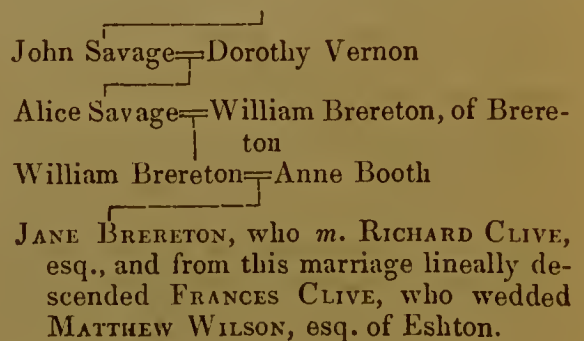 John Savage=Dorothy Vernon
Alice Savage=William Brereton, of Brere-
ton
William Brereton=Anne Booth
JANE BRERETON, who m. RICHARD CLIVE,
esq., and from this marriage lineally de-
scended FRANCES CLIVE, who wedded
MATTHEW WILSON, esq. of Eshton.